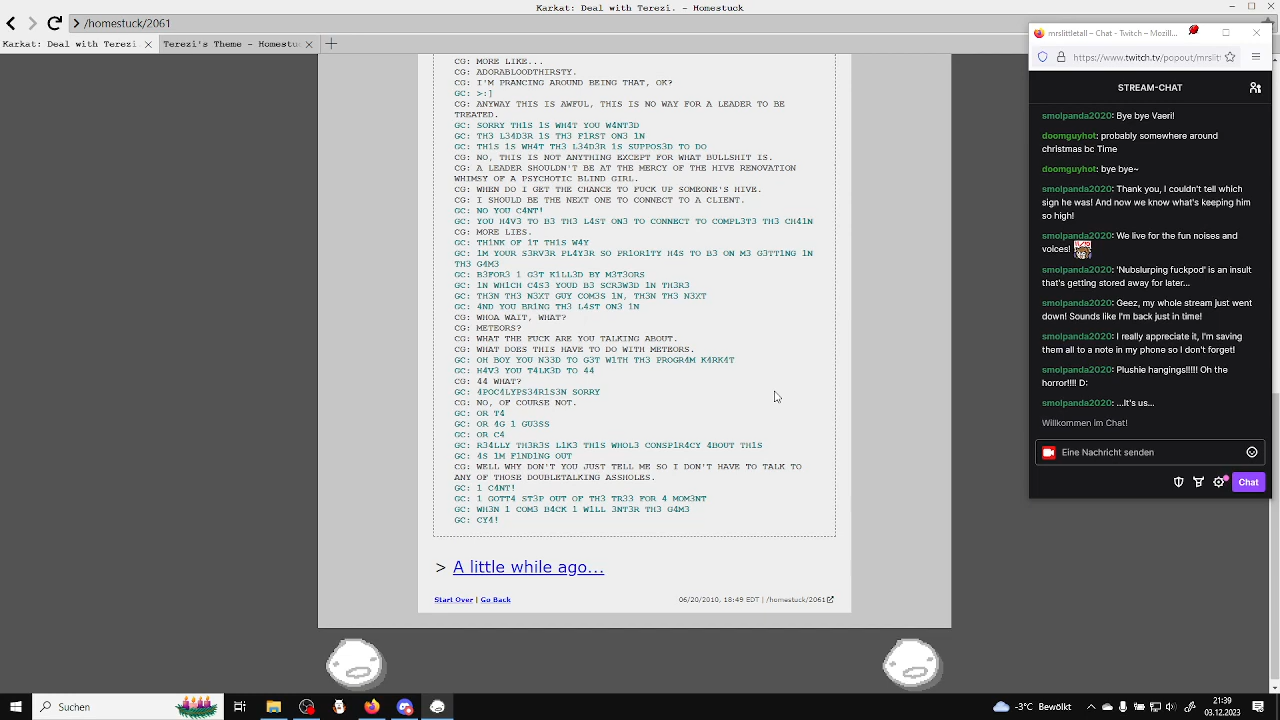 Karkat: Deal with Terezi. - Homestuck
/homestuck/2061
Karkat: Deal with Terezi
Terezi's Theme - Homestuc
CG: MORE LIKE...
CG: ADORABLOODTHIRSTY.
CG: I'M PRANCING AROUND BEING THAT, OK?
GC: >:]
CG: ANYWAY THIS IS AWFUL, THIS IS NO WAY FOR A LEADER TO BE
TREATED.
GC: SORRY TH1S 1S WH4T YOU W4NT3D
GC: TH3 L34D3R 1S TH3 F1RST ON3 1N
GC: TH1S 1S WH4T TH3 L34D3R 1S SUPPOS3D TO DO
CG: NO, THIS IS NOT ANYTHING EXCEPT FOR WHAT BULLSHIT IS.
CG: A LEADER SHOULDN'T BE AT THE MERCY OF THE HIVE RENOVATION
WHIMSY OF A PSYCHOTIC BLIND GIRL.
CG: WHEN DO I GET THE CHANCE TO FUCK UP SOMEONE'S HIVE.
CG: I SHOULD BE THE NEXT ONE TO CONNECT TO A CLIENT.
GC: NO YOU C4NT!
GC: YOU H4V3 TO B3 TH3 L4ST ON3 TO CONNECT TO COMPL3T3 TH3 CH41N
CG: MORE LIES.
GC: TH1NK OF 1T TH1S W4Y
GC: 1M YOUR S3RV3R PL4Y3R SO PR1OR1TY H4S TO B3 ON M3 G3TT1NG 1N
TH3 G4M3
GC: B3FOR3 1 G3T K1LL3D BY M3T3ORS
GC: 1N WH1CH C4S3 YOUD B3 SCR3W3D 1N TH3R3
GC: TH3N TH3 N3XT GUY COM3S 1N, TH3N TH3 N3XT
GC: 4ND YOU BR1NG TH3 L4ST ON3 1N
CG: WHOA WAIT, WHAT?
CG: METEORS?
CG: WHAT THE FUCK ARE YOU TALKING ABOUT.
CG: WHAT DOES THIS HAVE TO DO WITH METEORS.
GC: OH BOY YOU N33D TO G3T W1TH TH3 PROGR4M K4RK4T
GC: H4V3 YOU T4LK3D TO 44
CG: 44 WHAT?
GC: 4POC4LYPS34R1S3N SORRY
CG: NO, OF COURSE NOT.
GC: OR T4
GC: OR 4G 1 GU3SS
GC: OR C4
GC: R34LLY TH3R3S L1K3 TH1S WHOL3 CONSP1R4CY 4BOUT TH1S
GC: 4S 1M F1ND1NG OUT
CG: WELL WHY DON'T YOU JUST TELL ME SO I DON'T HAVE TO TALK TO
ANY OF THOSE DOUBLETALKING ASSHOLES.
GC: 1 C4NT!
GC: 1 GOTT4 ST3P OUT OF TH3 TR33 FOR 4 MOM3NT
GC: WH3N 1 COM3 B4CK 1 W1LL 3NT3R TH3 G4M3
GC: CY4!
> A little while ago...
Start Over | Go Back
06/20/2010, 18:49 EDT | /homestuck/2061
mrslittletall – Chat - Twitch — Mozill...
https://www.twitch.tv/popout/mrslitt
STREAM-CHAT
smolpanda2020: Bye bye Vaeri!
doomguyhot: probably somewhere around
christmas bc Time
doomguyhot: bye bye~
smolpanda2020: Thank you, I couldn't tell which
sign he was! And now we know what's keeping him
so high!
smolpanda2020: We live for the fun noises and
voices!
smolpanda2020: 'Nubslurping fuckpod' is an insult
that's getting stored away for later...
smolpanda2020: Geez, my whole stream just went
down! Sounds like I'm back just in time!
smolpanda2020: I really appreciate it, I'm saving
them all to a note in my phone so I don't forget!
smolpanda2020: Plushie hangings!!!!! Oh the
horror!!!! D:
smolpanda2020: ...It's us...
Willkommen im Chat!
Eine Nachricht senden
Chat
Suchen
-3°C Bewölkt
21:39
03.12.2023